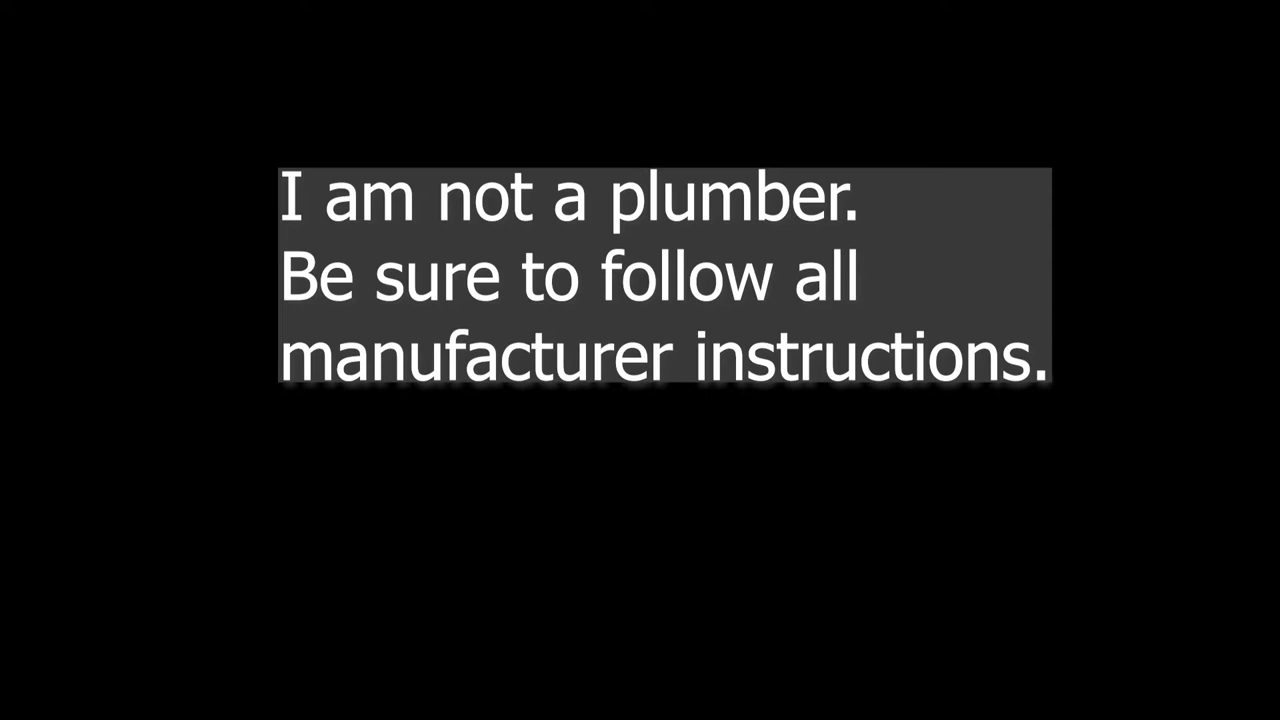 I am not a plumber.
Be sure to follow all
manufacturer instructions.